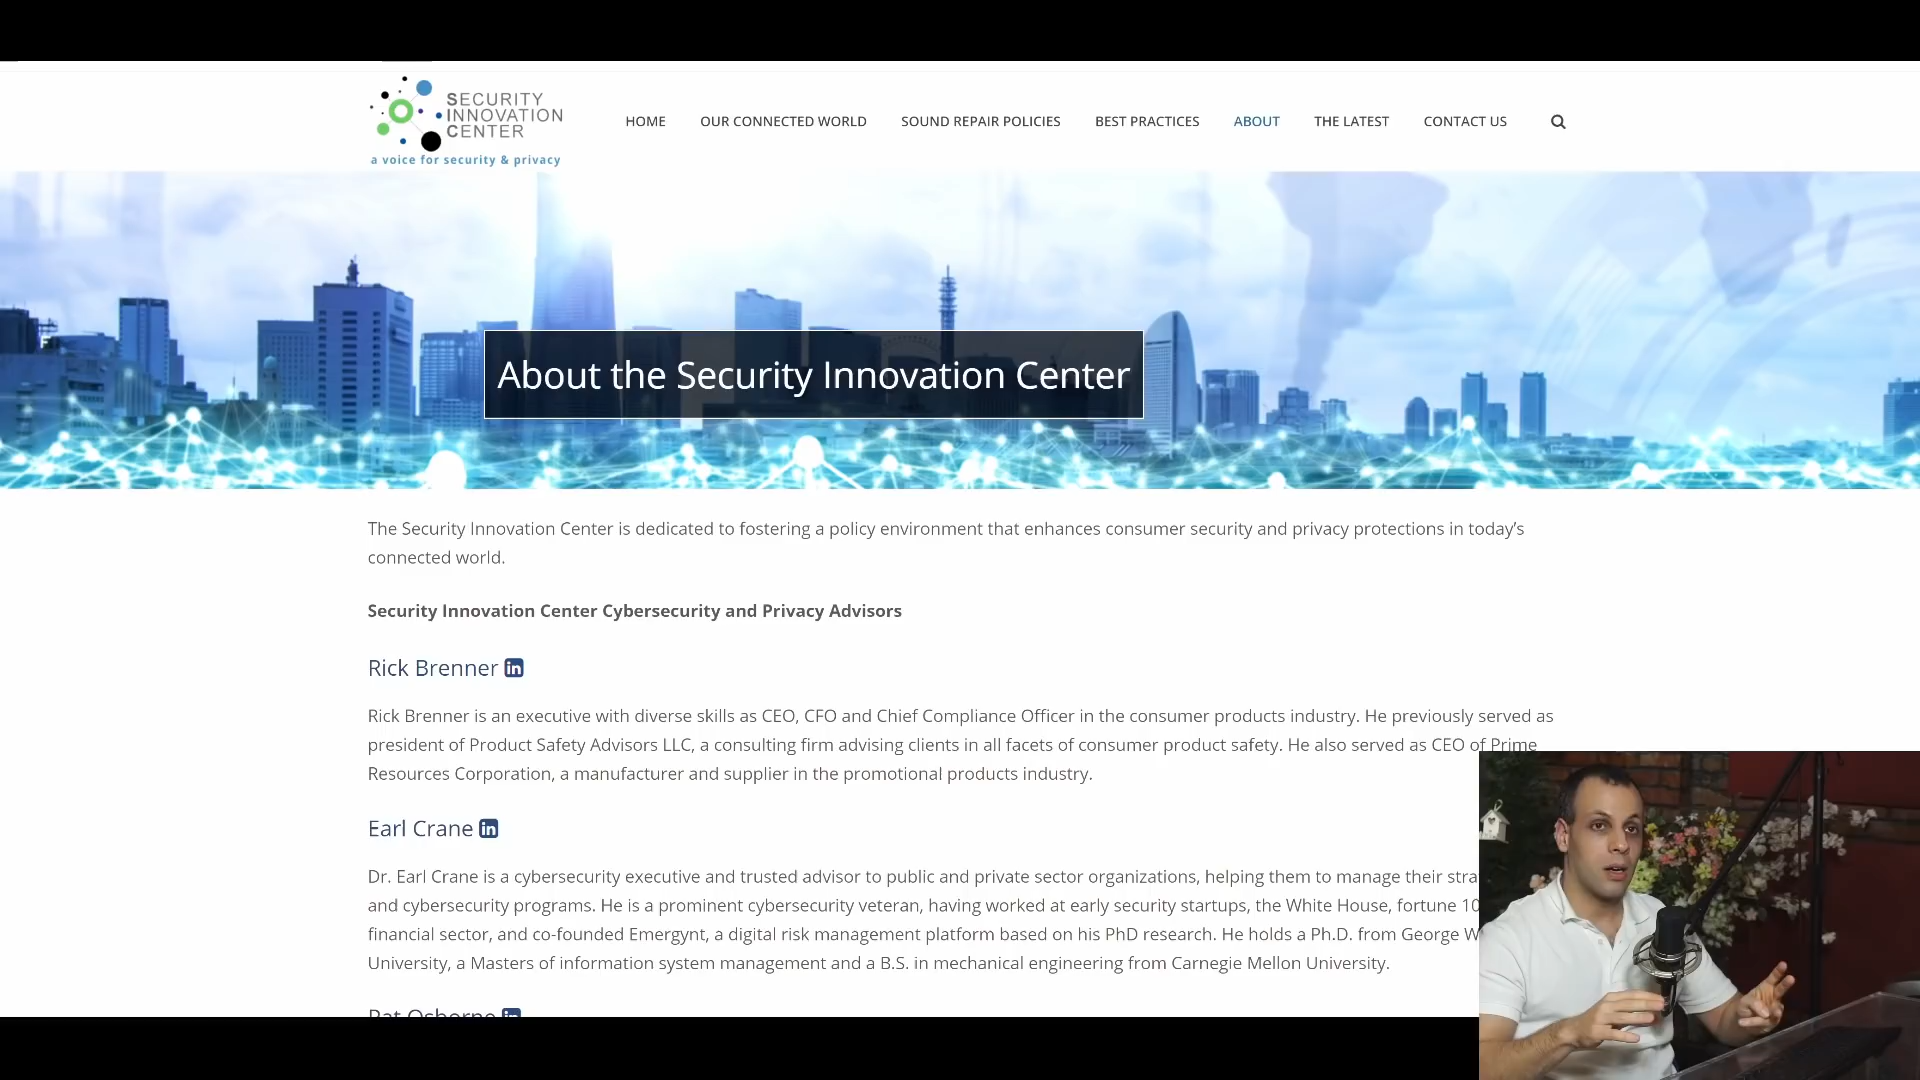 SECURITY
INNOVATION
CENTER
a voice for security & privacy
HOME OUR CONNECTED WORLD SOUND REPAIR POLICIES BEST PRACTICES ABOUT THE LATEST CONTACT US
About the Security Innovation Center
The Security Innovation Center is dedicated to fostering a policy environment that enhances consumer security and privacy protections in today’s
connected world.
Security Innovation Center Cybersecurity and Privacy Advisors
Rick Brenner in
Rick Brenner is an executive with diverse skills as CEO, CFO and Chief Compliance Officer in the consumer products industry. He previously served as
president of Product Safety Advisors LLC, a consulting firm advising clients in all facets of consumer product safety. He also served as CEO of Prime
Resources Corporation, a manufacturer and supplier in the promotional products industry.
Earl Crane in
Dr. Earl Crane is a cybersecurity executive and trusted advisor to public and private sector organizations, helping them to manage their stra
and cybersecurity programs. He is a prominent cybersecurity veteran, having worked at early security startups, the White House, fortune 10
financial sector, and co-founded Emergynt, a digital risk management platform based on his PhD research. He holds a Ph.D. from George W
University, a Masters of information system management and a B.S. in mechanical engineering from Carnegie Mellon University.
Pat Osborne in